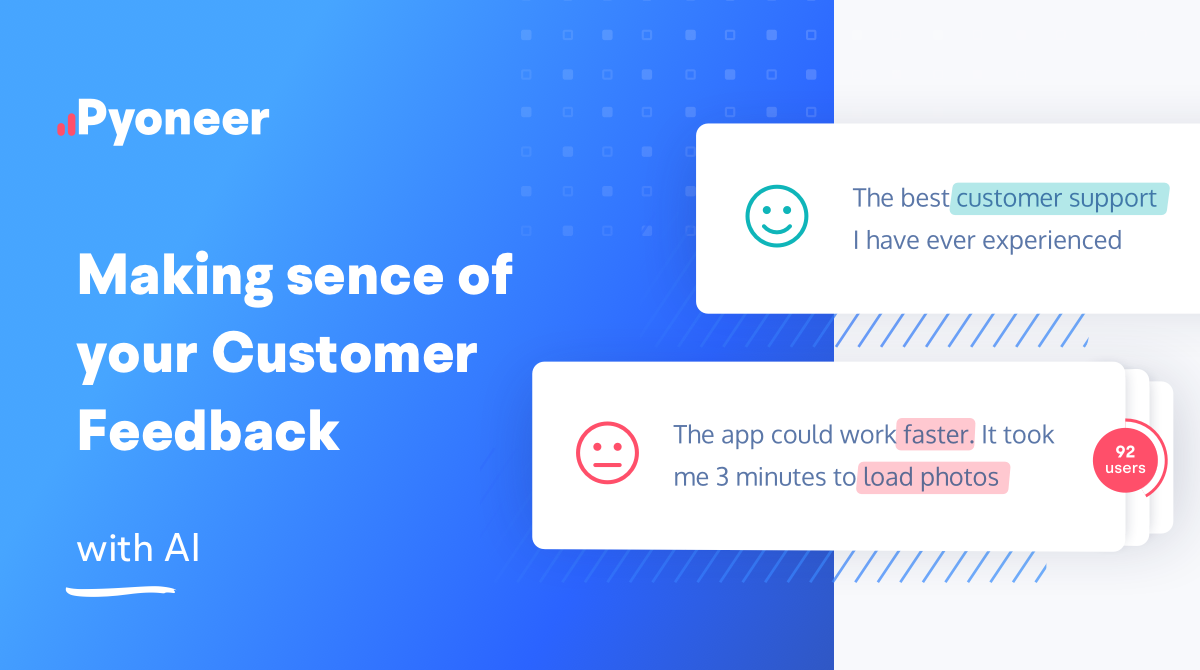 Pyoneer
Making sence of
your Customer
Feedback
with AI
The best customer support
I have ever experienced
The app could work faster. It took
me 3 minutes to load photos
92
users